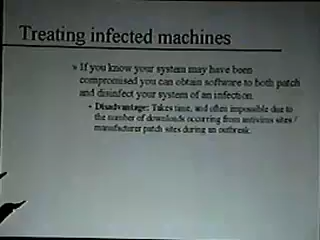 Treating infected machines
» If you know your system may have been
compromised you can obtain software to both patch
and disinfect your system of an infection.
• Disadvantage: Takes time, and often impossible due to
the number of downloads occurring from antivirus sites /
manufacturer patch sites during an outbreak.